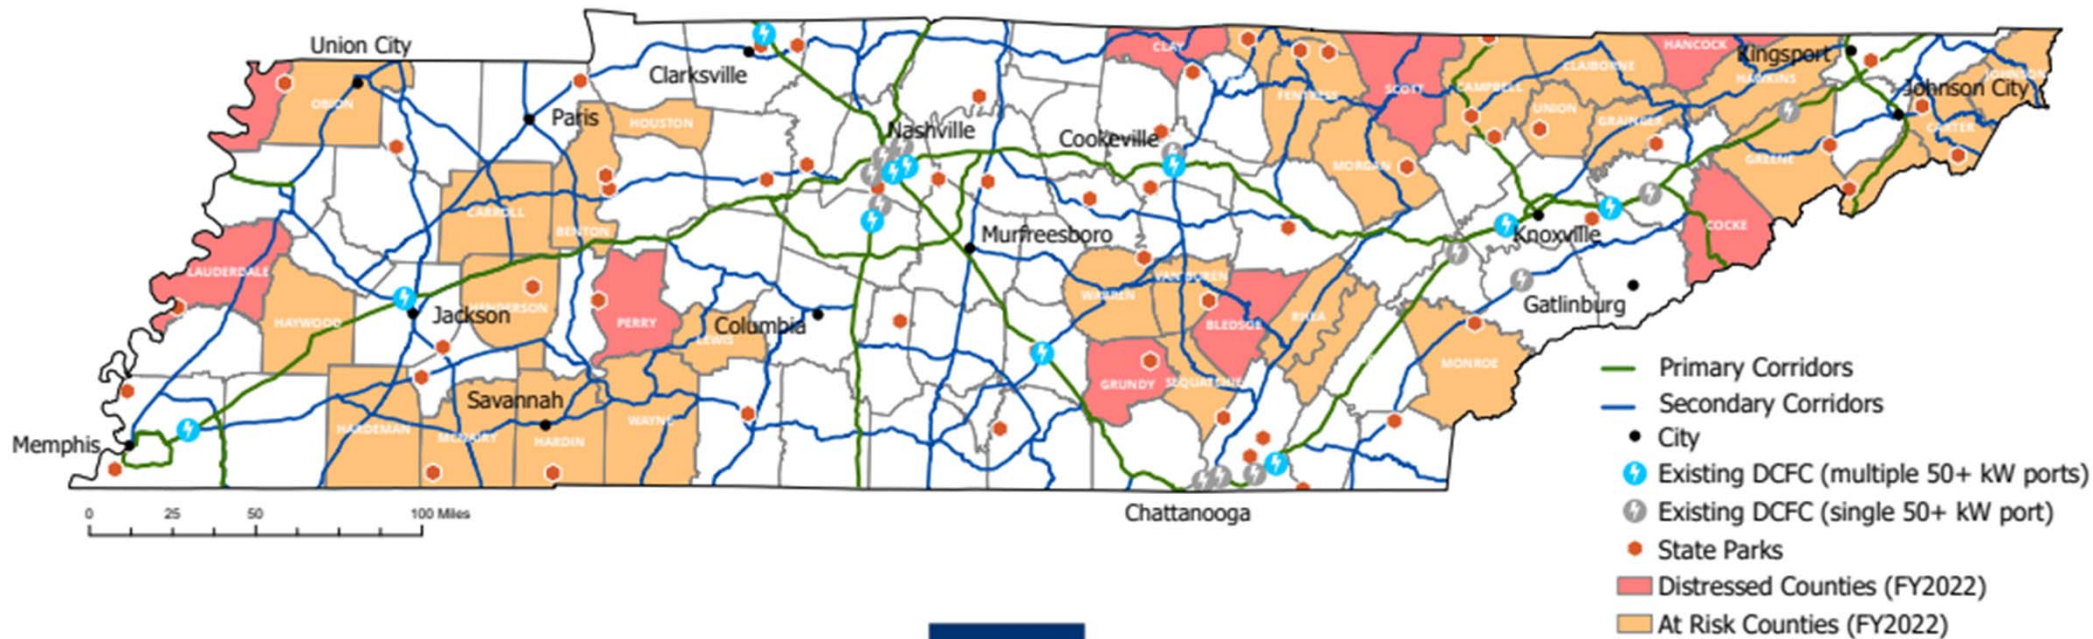 Union City
Clarksville
Paris
Nashville
Cookeville
Kingsport
Johnson City
Murfreesboro
Knoxville
Gatlinburg
Jackson
Columbia
Savannah
Memphis
Chattanooga
OBION
HOUSTON
CARROLL
BENTON
LAUDERDALE
HAYWOOD
HENDERSON
PERRY
LEWIS
HARDEMAN
MCNAIRY
HARDIN
WAYNE
CLAY
FENTRESS
SCOTT
CAMPBELL
CLAIBORNE
HANCOCK
HAWKINS
JOHNSON
UNION
GRAINGER
MORGAN
GREENE
CARTER
COCKE
WARREN
VAN BUREN
BLEDSOE
RHEA
GRUNDY
SEQUATCHIE
MONROE
0 25 50 100 Miles
Primary Corridors
Secondary Corridors
City
Existing DCFC (multiple 50+ kW ports)
Existing DCFC (single 50+ kW port)
State Parks
Distressed Counties (FY2022)
At Risk Counties (FY2022)